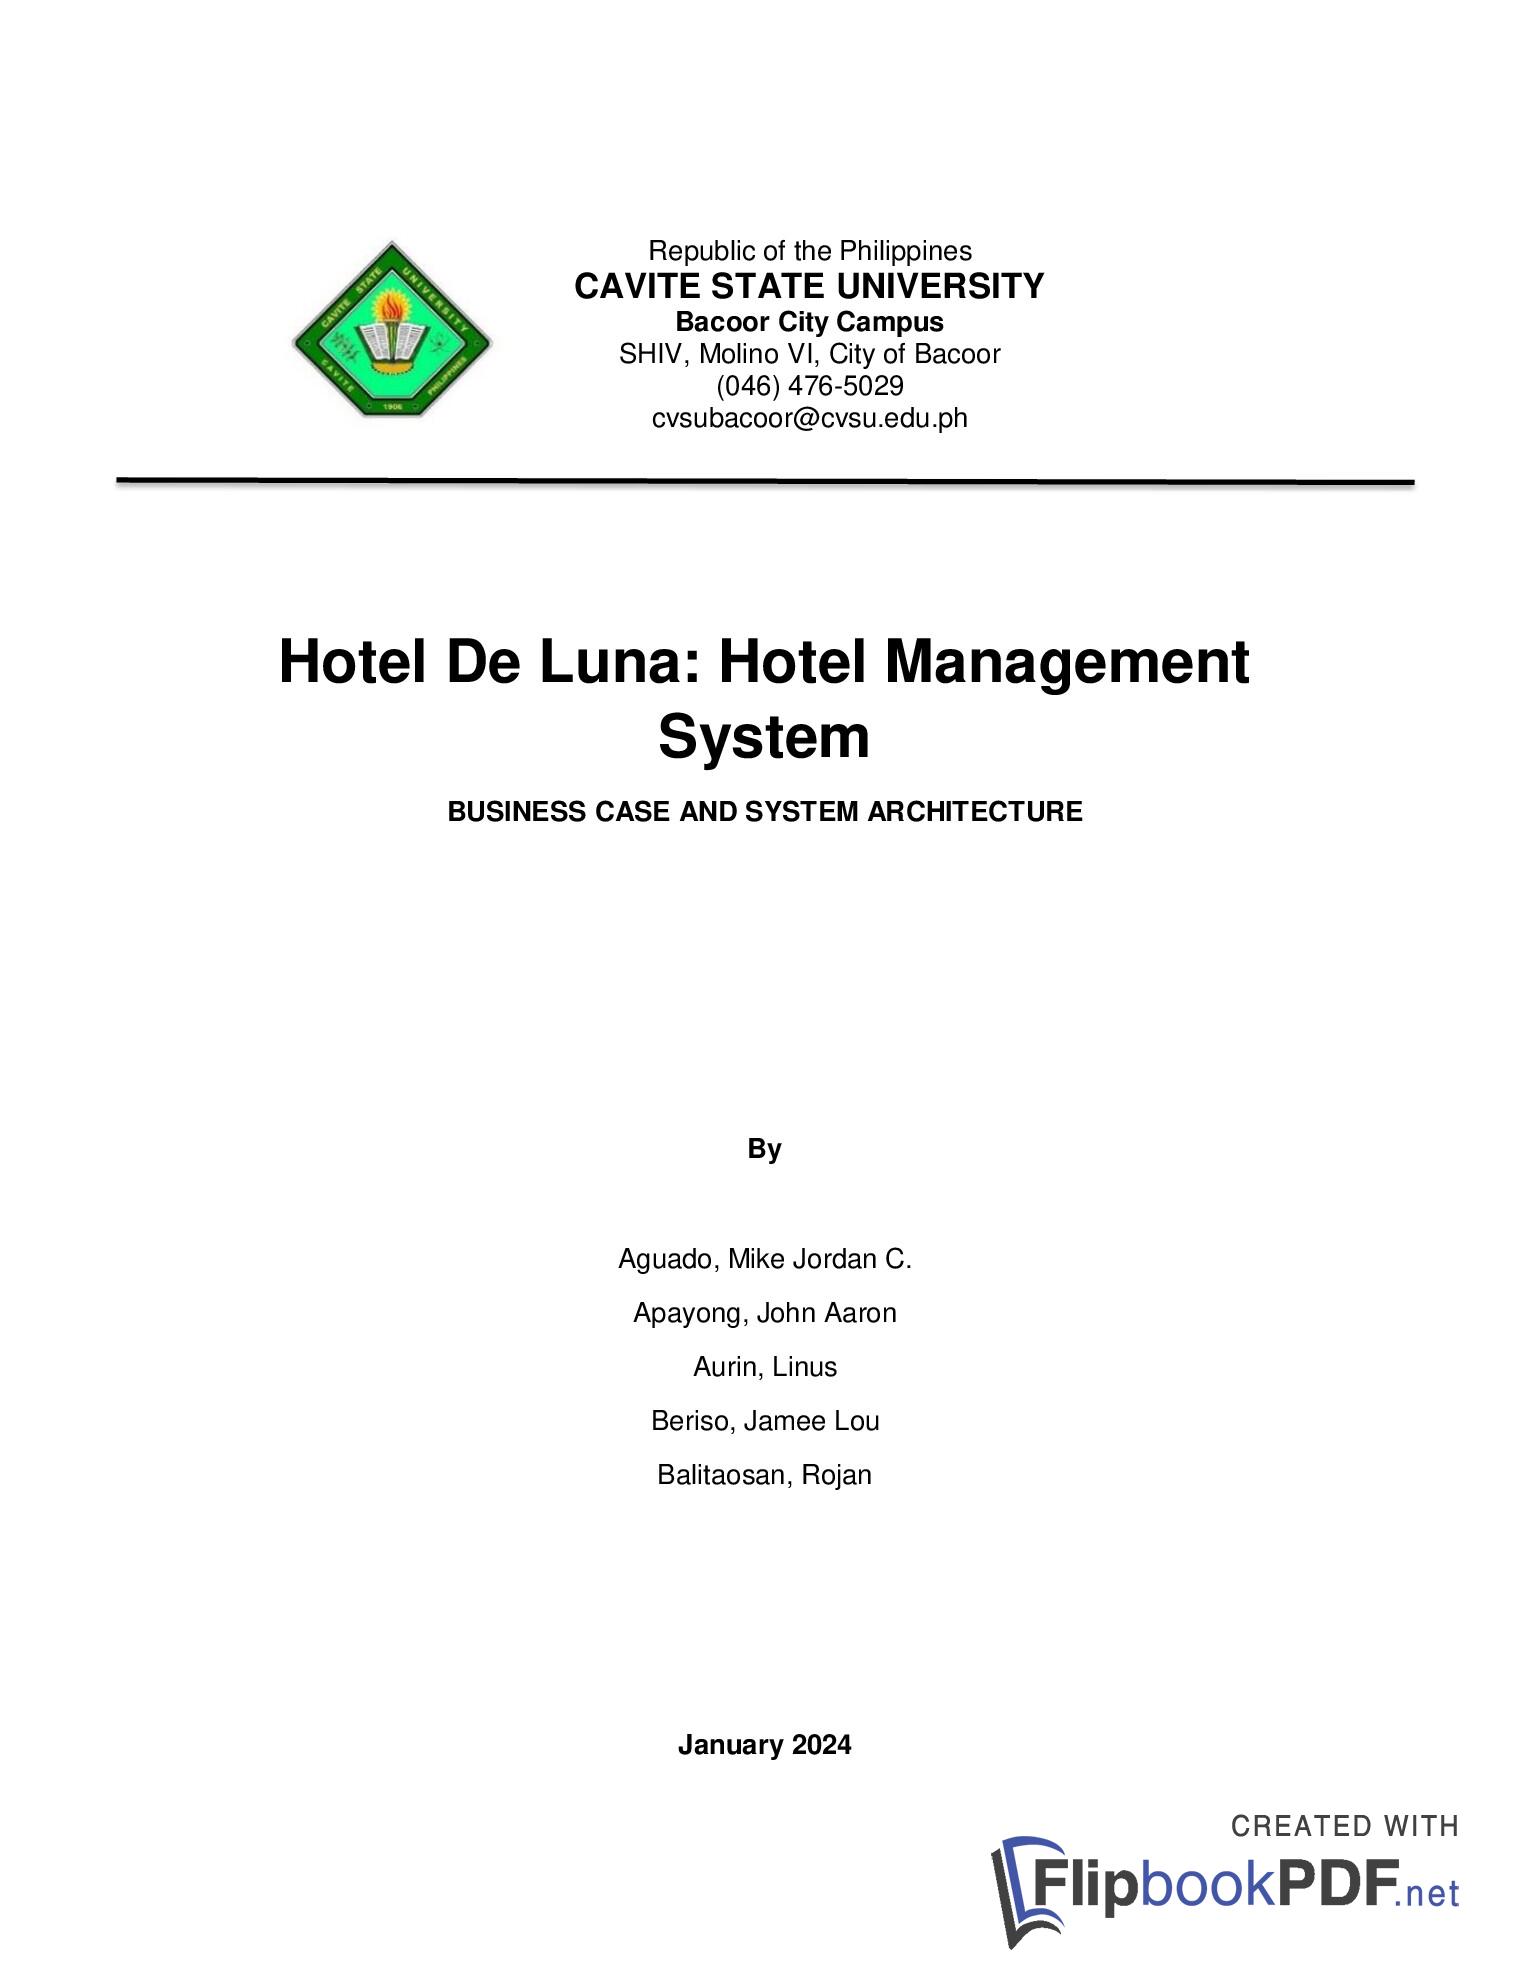 CAVITE STATE UNIVERSITY
CAVITE PHILIPPINES
1906
Republic of the Philippines
CAVITE STATE UNIVERSITY
Bacoor City Campus
SHIV, Molino VI, City of Bacoor
(046) 476-5029
cvsubacoor@cvsu.edu.ph
Hotel De Luna: Hotel Management
System
BUSINESS CASE AND SYSTEM ARCHITECTURE
By
Aguado, Mike Jordan C.
Apayong, John Aaron
Aurin, Linus
Beriso, Jamee Lou
Balitaosan, Rojan
January 2024
CREATED WITH
FlipbookPDF.net